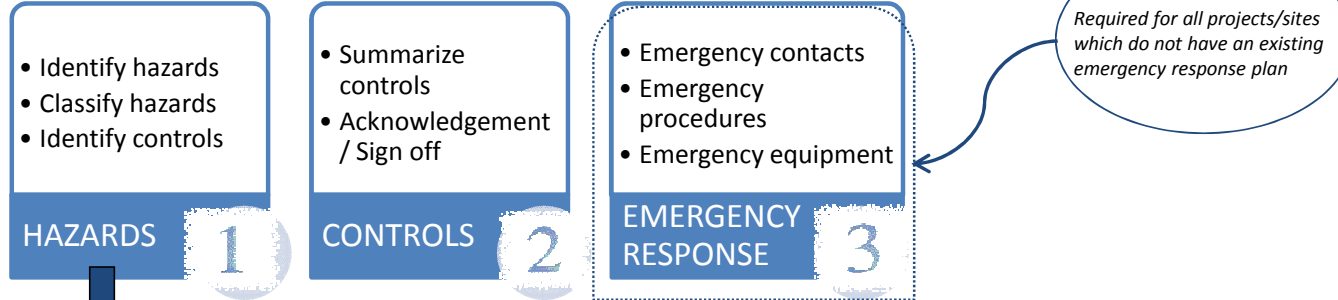 • Identify hazards
• Classify hazards
• Identify controls
HAZARDS
1
• Summarize
controls
• Acknowledgement
/ Sign off
CONTROLS
2
• Emergency contacts
• Emergency
procedures
• Emergency equipment
EMERGENCY
RESPONSE
3
Required for all projects/sites
which do not have an existing
emergency response plan